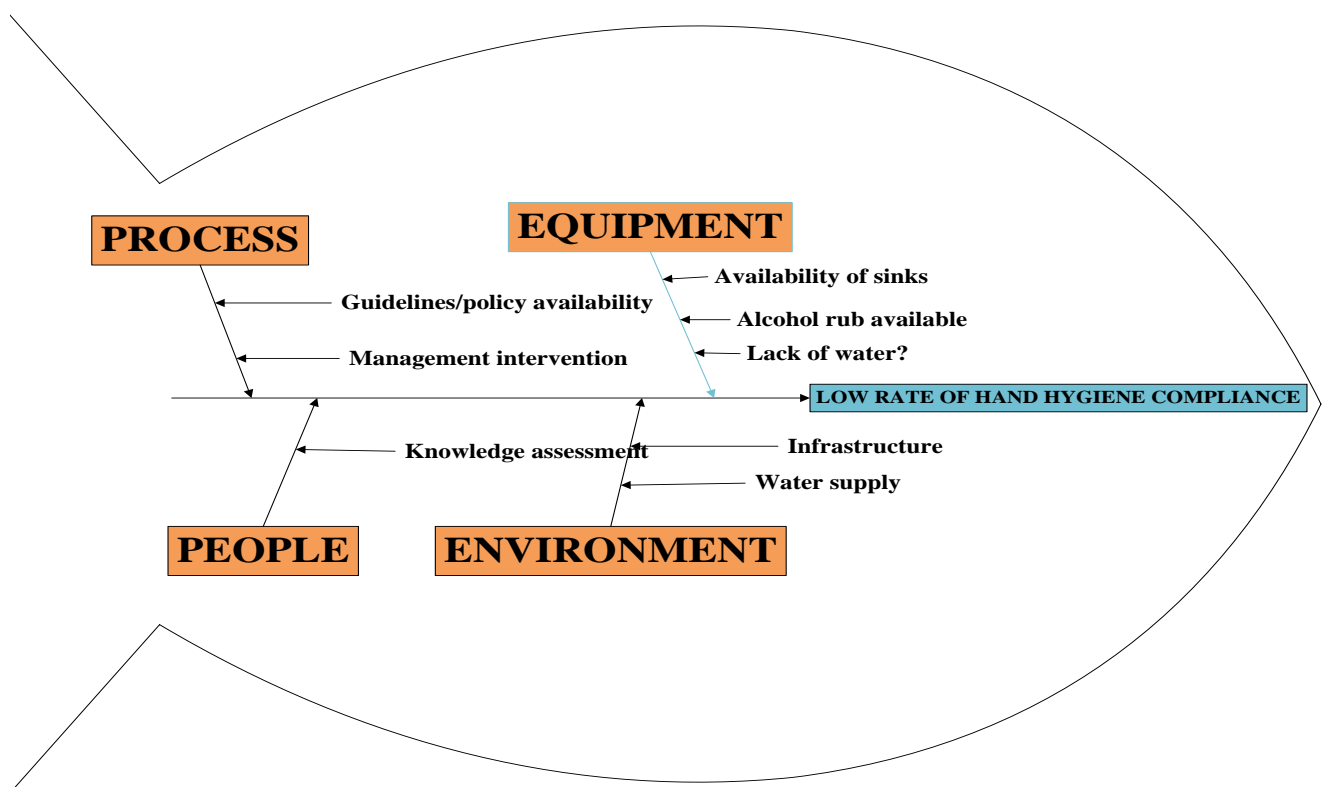 PROCESS
EQUIPMENT
Availability of sinks
Guidelines/policy availability
Alcohol rub available
Management intervention
Lack of water?
LOW RATE OF HAND HYGIENE COMPLIANCE
Knowledge assessment
Infrastructure
Water supply
PEOPLE
ENVIRONMENT